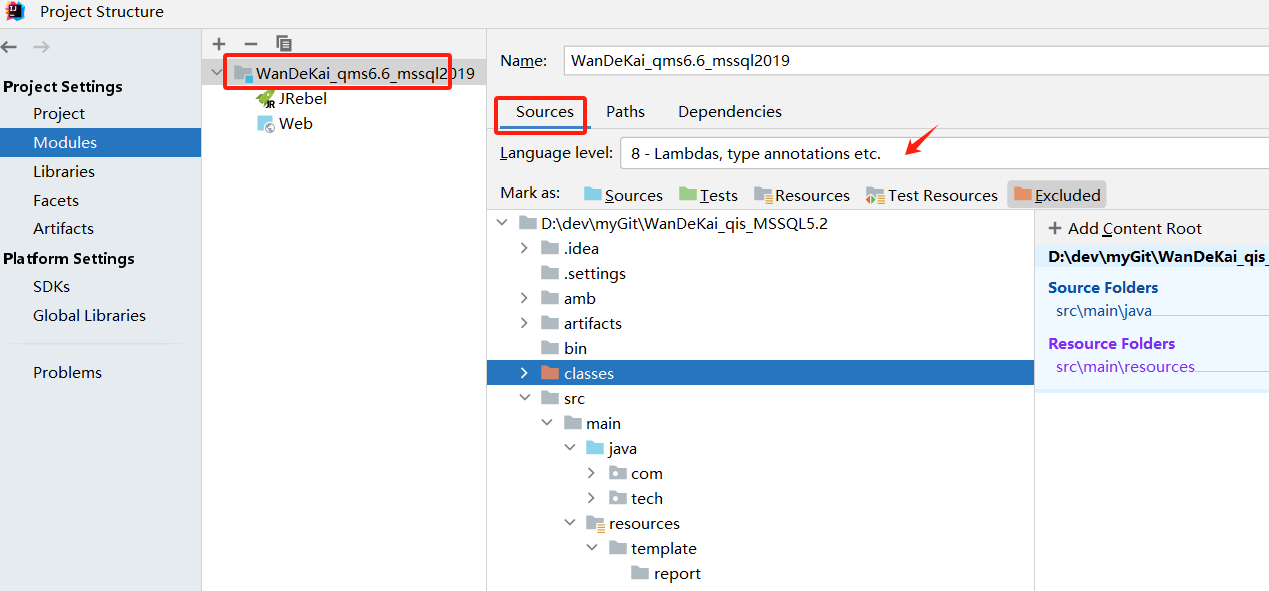 Project Structure
Project Settings
Project
Modules
Libraries
Facets
Artifacts
Platform Settings
SDKs
Global Libraries
Problems
WanDeKai_qms6.6_mssql2019
JRebel
Web
Name: WanDeKai_qms6.6_mssql2019
Sources Paths Dependencies
Language level: 8 - Lambdas, type annotations etc.
Mark as: Sources Tests Resources Test Resources Excluded
D:\dev\myGit\WanDeKai_qis_MSSQL5.2
.idea
.settings
amb
artifacts
bin
classes
src
main
java
com
tech
resources
template
report
+ Add Content Root
D:\dev\myGit\WanDeKai_qis_
Source Folders
src\main\java
Resource Folders
src\main\resources